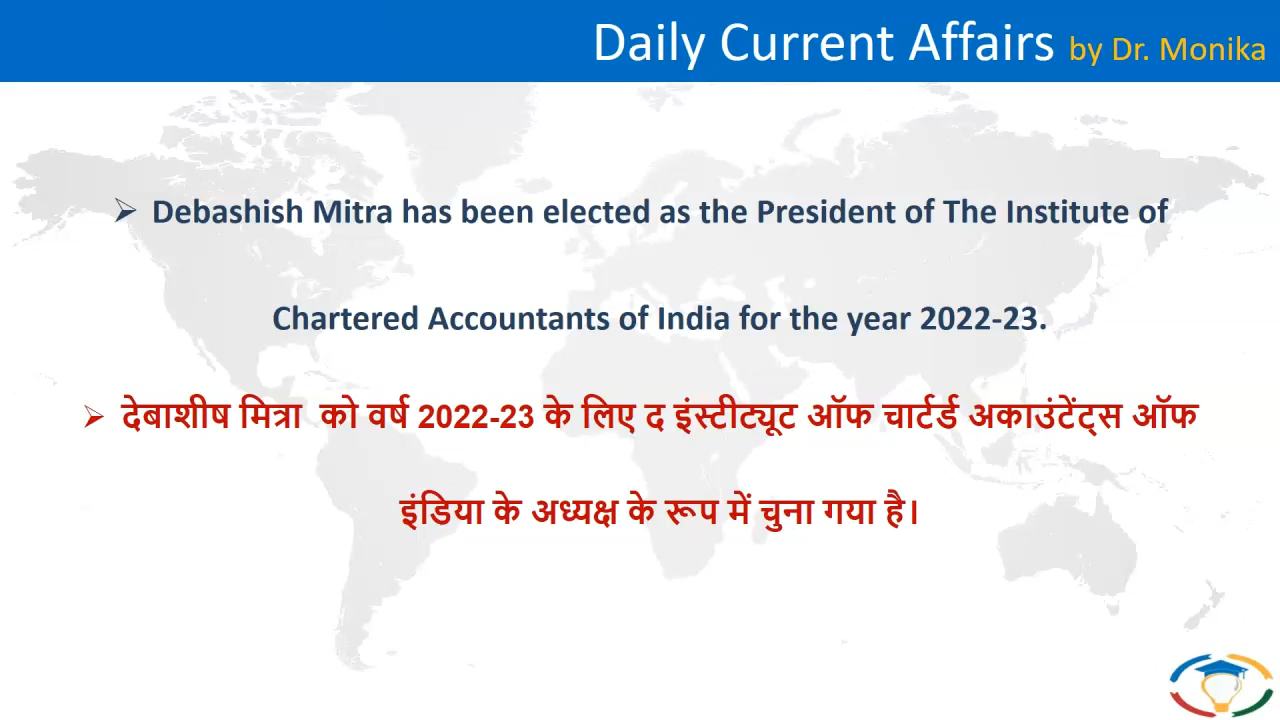 Daily Current Affairs by Dr. Monika
➢ Debashish Mitra has been elected as the President of The Institute of
Chartered Accountants of India for the year 2022-23.
➢ देबाशीष मित्रा को वर्ष 2022-23 के लिए द इंस्टीट्यूट ऑफ चार्टर्ड अकाउंटेंट्स ऑफ
इंडिया के अध्यक्ष के रूप में चुना गया है।